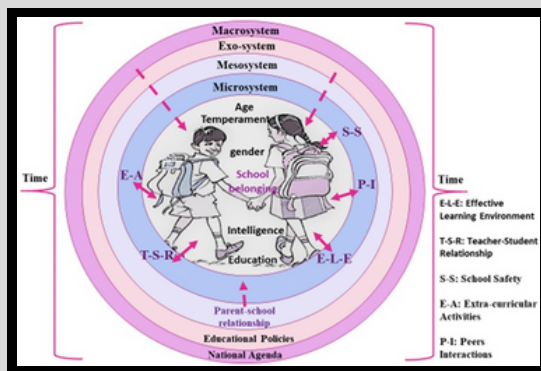 Macrosystem
Exo-system
Mesosystem
Microsystem
Age
Temperament
gender
School
belonging
Intelligence
Education
S-S
E-A
P-I
T-S-R
E-L-E
Parent-school
relationship
Educational Policies
National Agenda
Time
Time
E-L-E: Effective
Learning Environment
T-S-R: Teacher-Student
Relationship
S-S: School Safety
E-A: Extra-curricular
Activities
P-I: Peers
Interactions